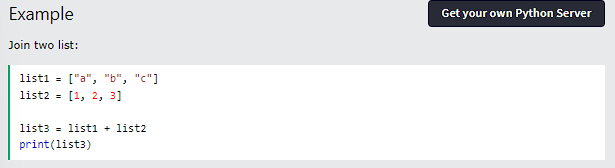 Example
Get your own Python Server
Join two list:
list1 = ["a", "b", "c"]
list2 = [1, 2, 3]
list3 = list1 + list2
print(list3)